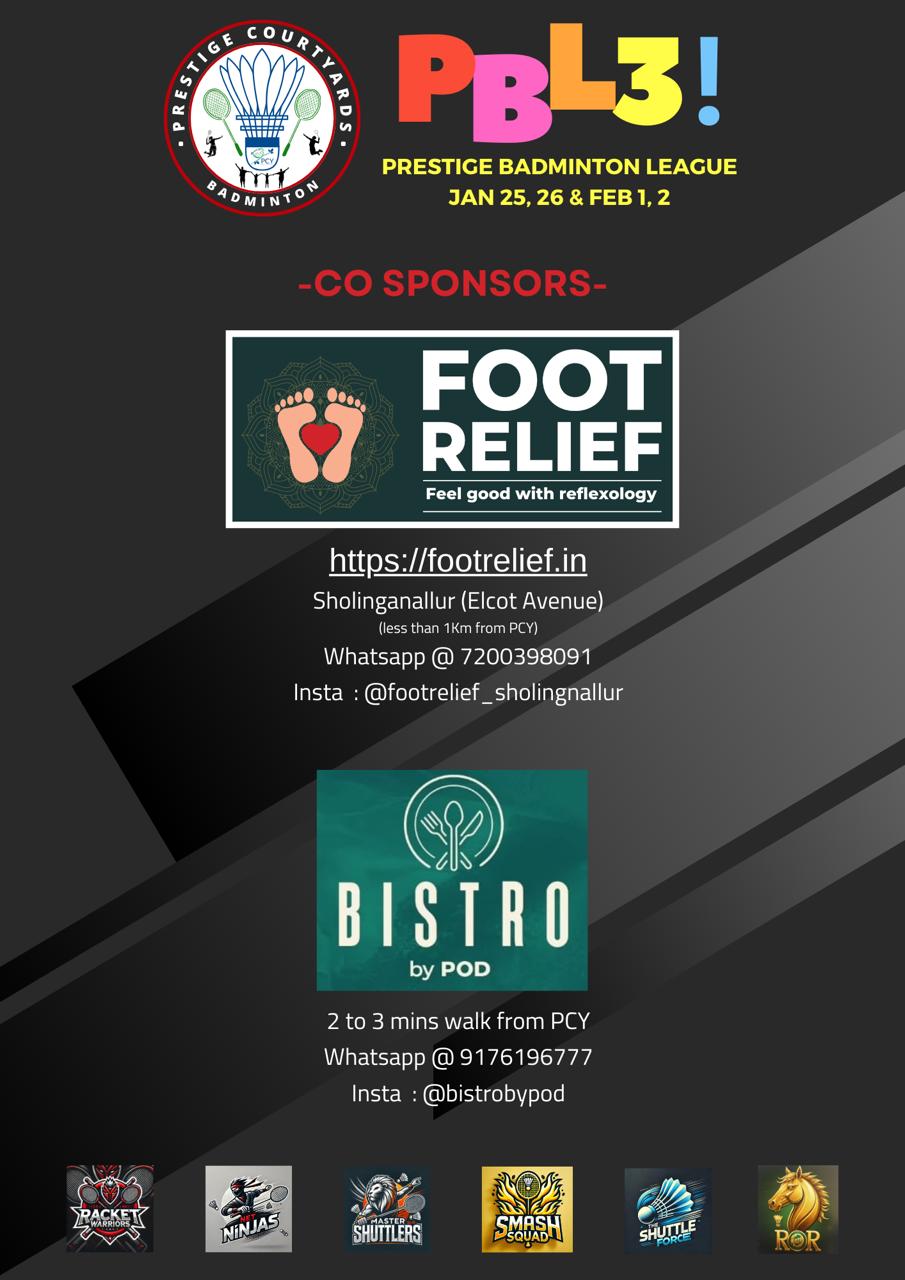 PRESTIGE COURTYARDS
PCY
BADMINTON
PBL3!
PRESTIGE BADMINTON LEAGUE
JAN 25, 26 & FEB 1, 2
-CO SPONSORS-
FOOT
RELIEF
Feel good with reflexology
https://footrelief.in
Sholinganallur (Elcot Avenue)
(less than 1Km from PCY)
Whatsapp @ 7200398091
Insta : @footrelief_sholingnallur
BISTRO
by POD
2 to 3 mins walk from PCY
Whatsapp @ 9176196777
Insta : @bistrobypod
RACKET
WARRIORS
NET
NINJAS
MASTER
SHUTTLERS
SMASH
SQUAD
THE
SHUTTLE
FORCE
ROR